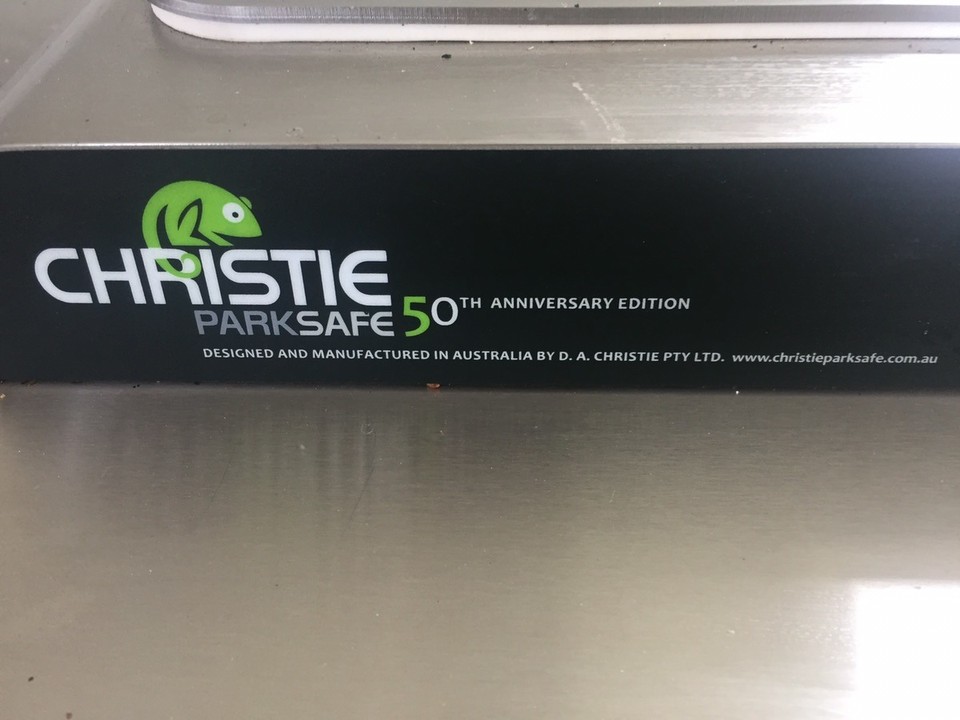 CHRISTIE
PARKSAFE 50TH ANNIVERSARY EDITION
DESIGNED AND MANUFACTURED IN AUSTRALIA BY D. A. CHRISTIE PTY LTD. www.christieparksafe.com.au